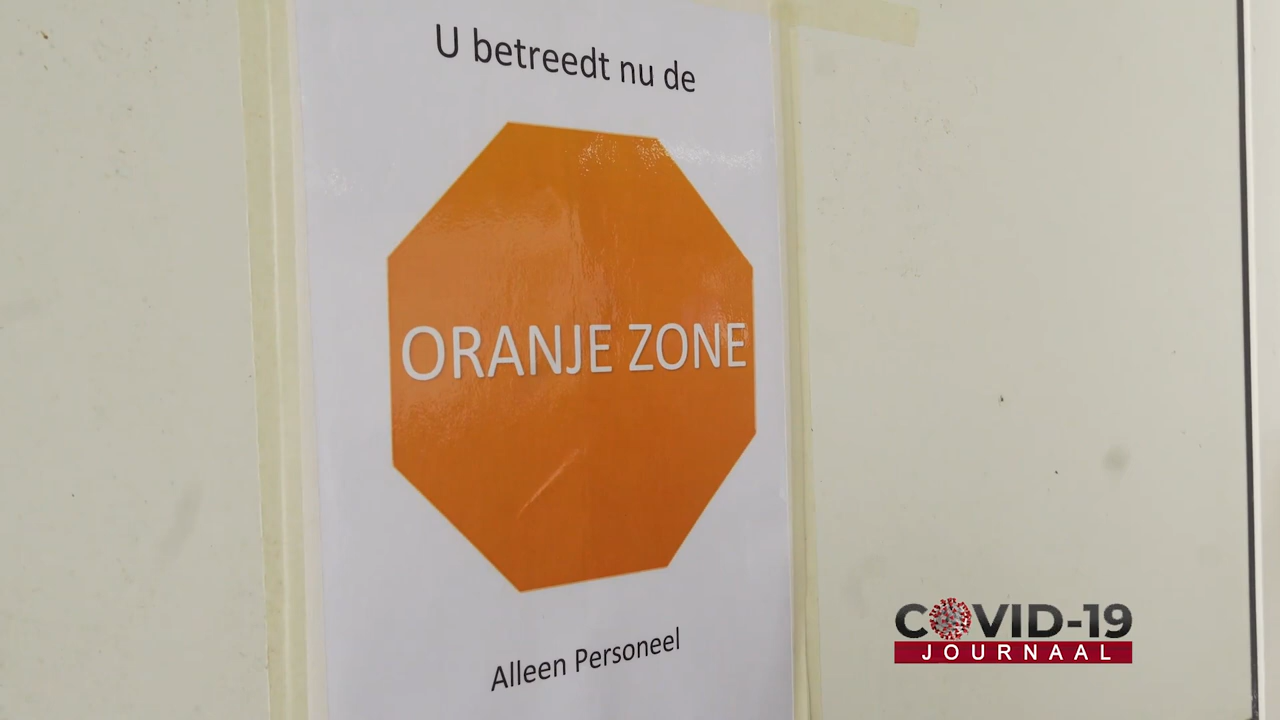 U betreedt nu de
ORANJE ZONE
Alleen Personeel
COVID-19
JOURNAAL